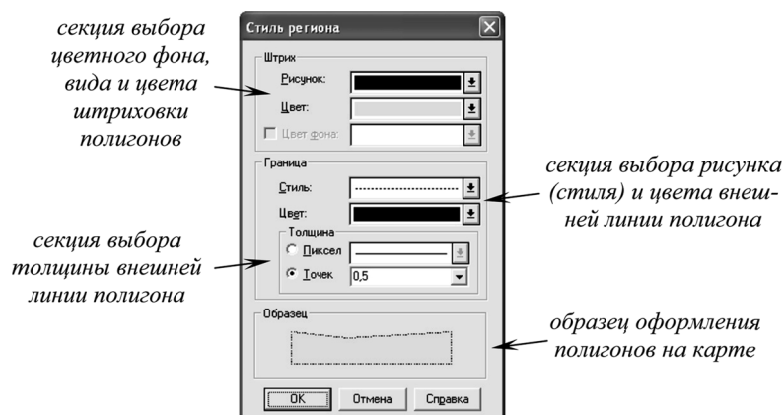 секция выбора
цветного фона,
вида и цвета
штриховки
полигонов
Стиль региона
Штрих
Рисунок:
Цвет:
Цвет фона:
Граница
Стиль:
Цвет:
Толщина
Пиксел
Точек
0,5
секция выбора рисунка
(стиля) и цвета внеш-
ней линии полигона
секция выбора
толщины внешней
линии полигона
Образец
образец оформления
полигонов на карте
OK
Отмена
Справка